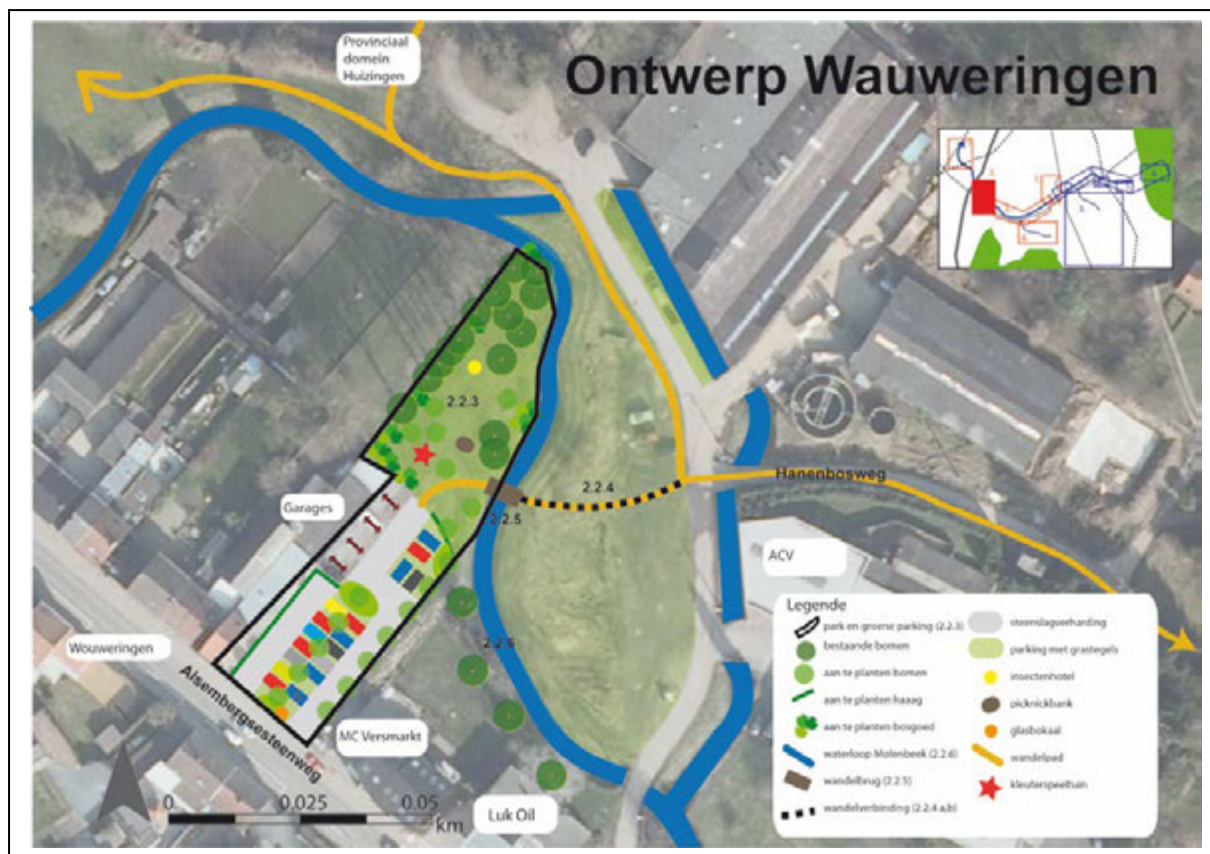 Ontwerp Wauweringen
Provinciaal
domein
Huizingen
2.2.3
2.2.4
Hanenbosweg
2.2.5
Garages
ACV
2.2.6
Wouweringen
Alsembergsesteenweg
MC Versmarkt
Luk Oil
0
0.025
0.05
km
Legende
park en groene parking (2.2.3)
bestaande bomen
aan te planten bomen
aan te planten haaag
aan te planten bosgoed
waterloop Molenbeek (2.2.6)
wandelbrug (2.2.5)
wandelverbinding (2.2.4 a,b)
steenslagverharding
parking met grastegels
insectenhotel
picknickbank
glasbokaal
wandelpad
kleuterspeeltuin